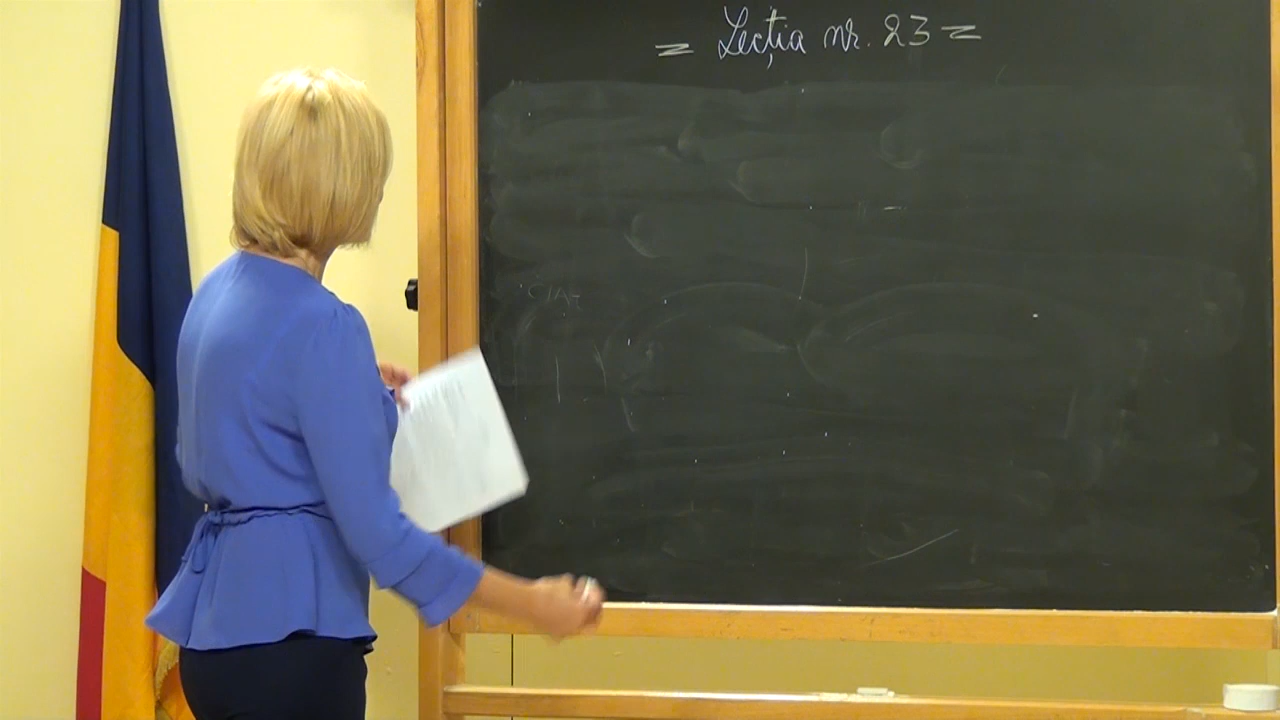 = Lecția nr. 23 =